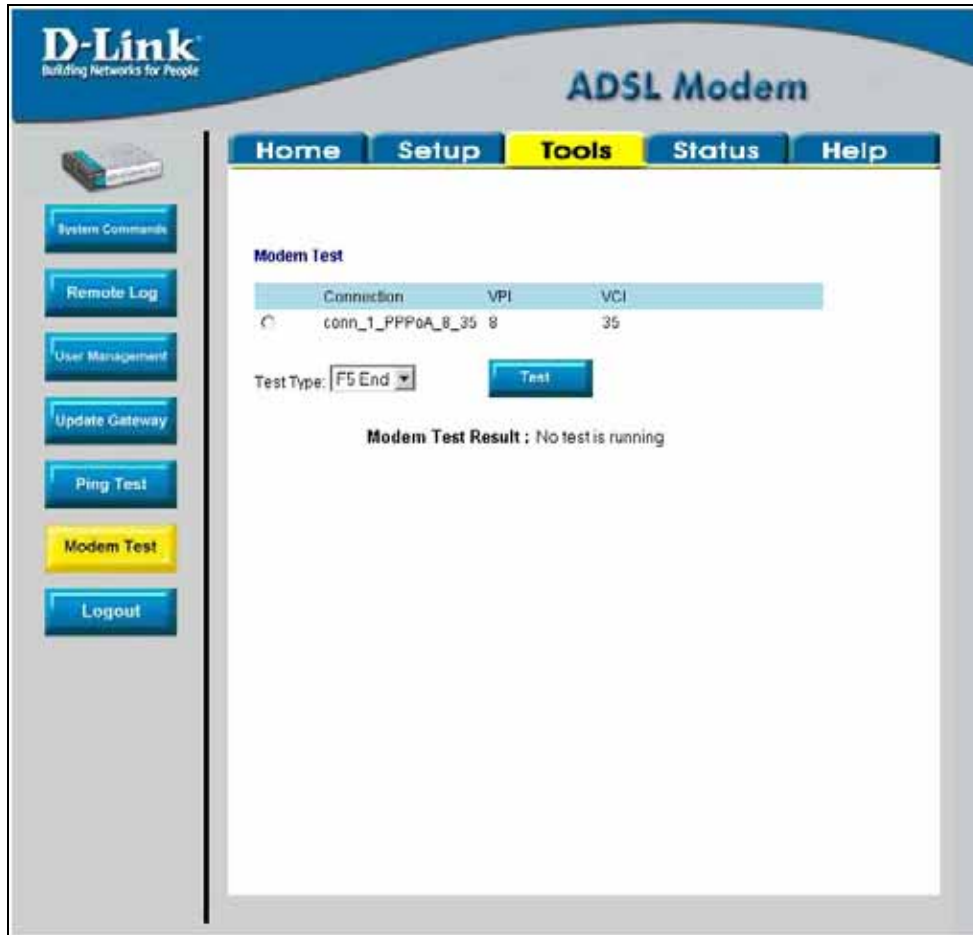 D-Link
Building Networks for People
ADSL Modem
Home Setup Tools Status Help
System Commands
Remote Log
User Management
Update Gateway
Ping Test
Modem Test
Logout
Modem Test
Connection VPI VCI
conn_1_PPPoA_8_35 8 35
Test Type: F5 End Test
Modem Test Result : No test is running